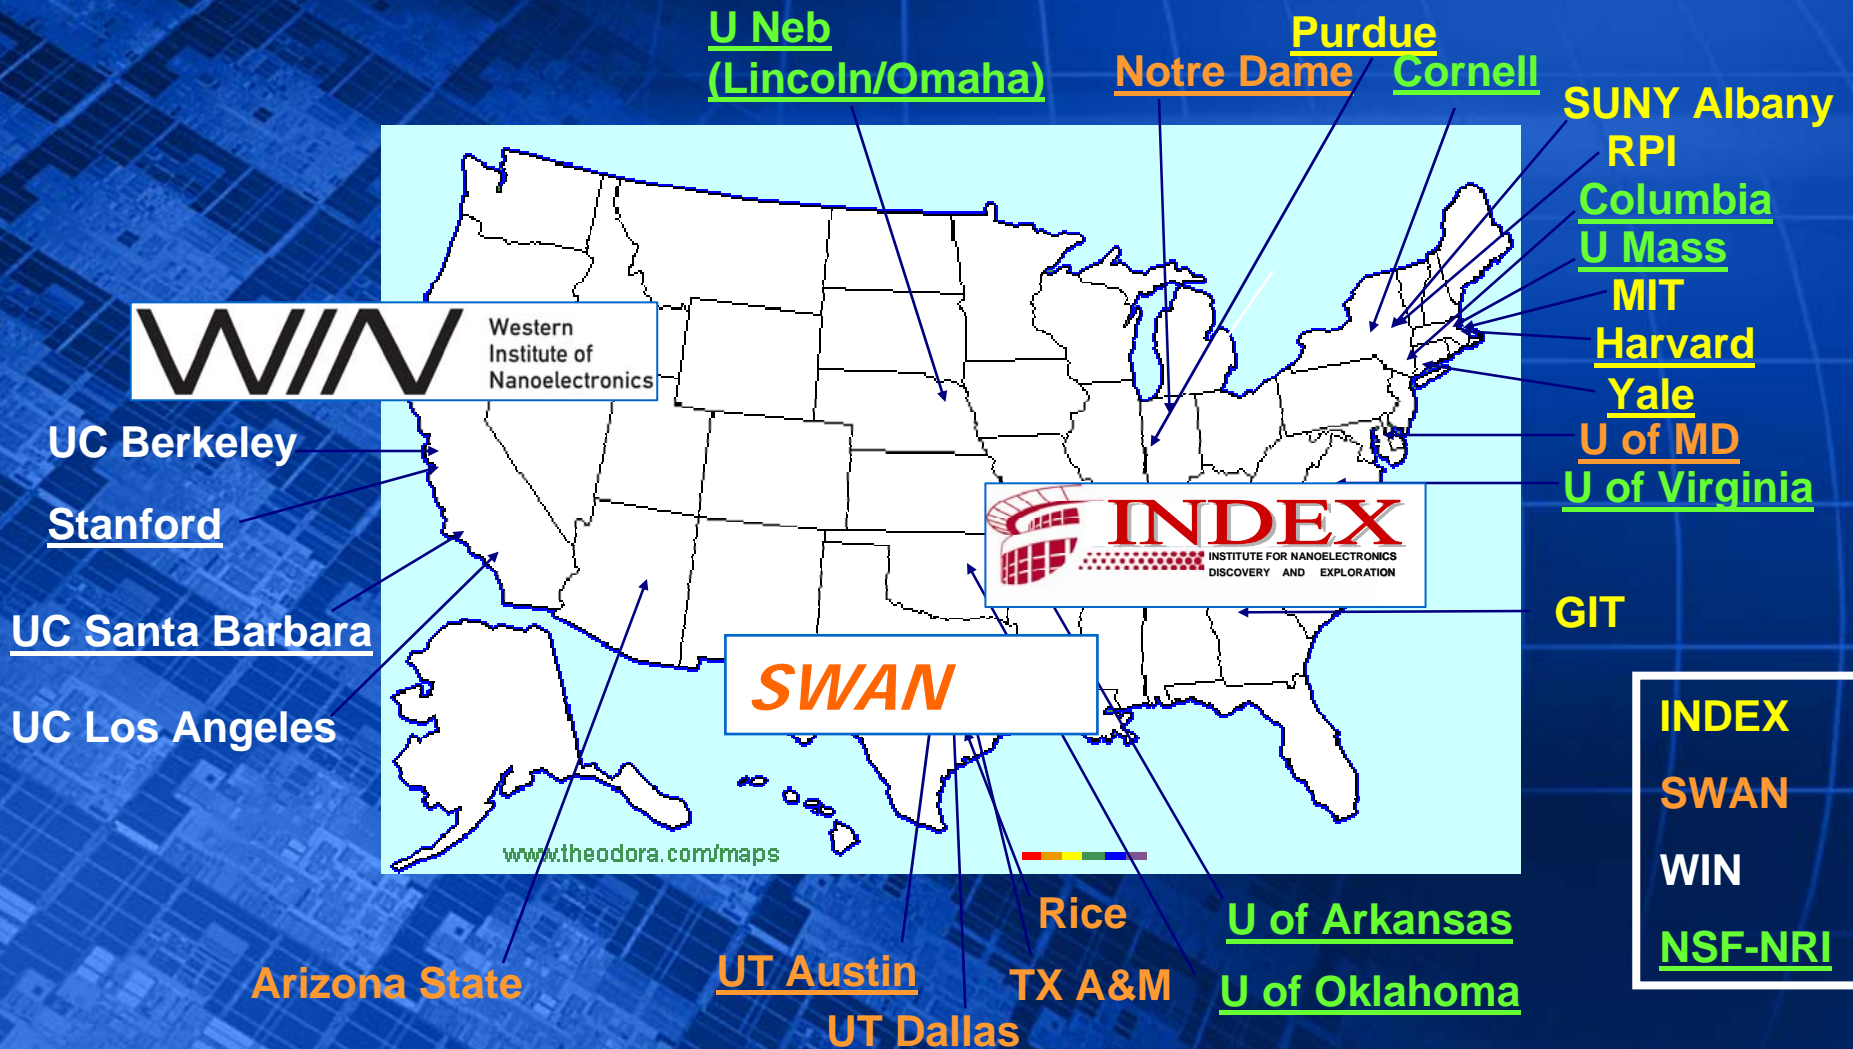 U Neb
(Lincoln/Omaha)
Purdue
Notre Dame
Cornell
SUNY Albany
RPI
Columbia
U Mass
MIT
Harvard
Yale
U of MD
U of Virginia
GIT
WIN
Western
Institute of
Nanoelectronics
UC Berkeley
Stanford
UC Santa Barbara
UC Los Angeles
INDEX
INSTITUTE FOR NANOELECTRONICS
DISCOVERY AND EXPLORATION
SWAN
www.theodora.com/maps
Arizona State
UT Austin
UT Dallas
Rice
TX A&M
U of Arkansas
U of Oklahoma
INDEX
SWAN
WIN
NSF-NRI